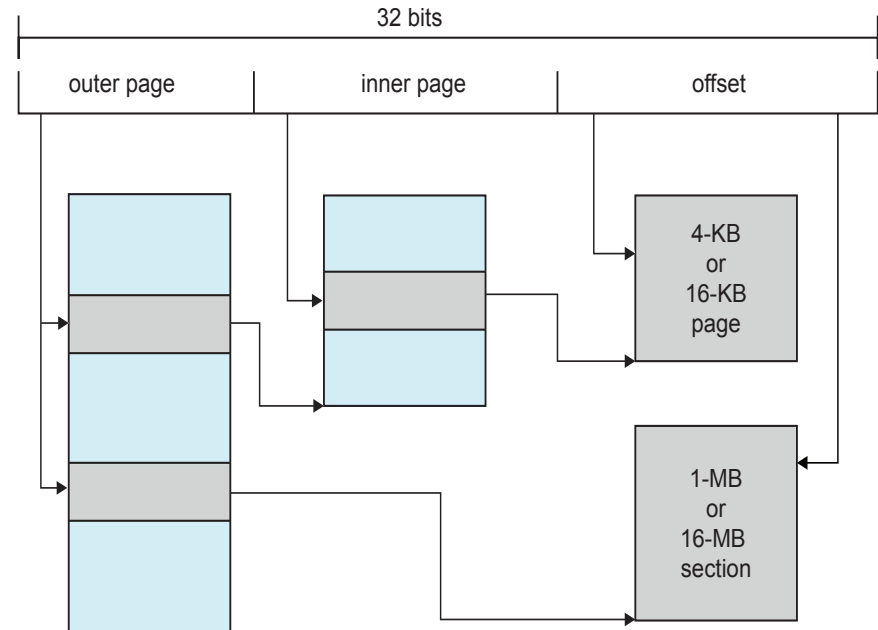 32 bits
outer page
inner page
offset
4-KB
or
16-KB
page
1-MB
or
16-MB
section